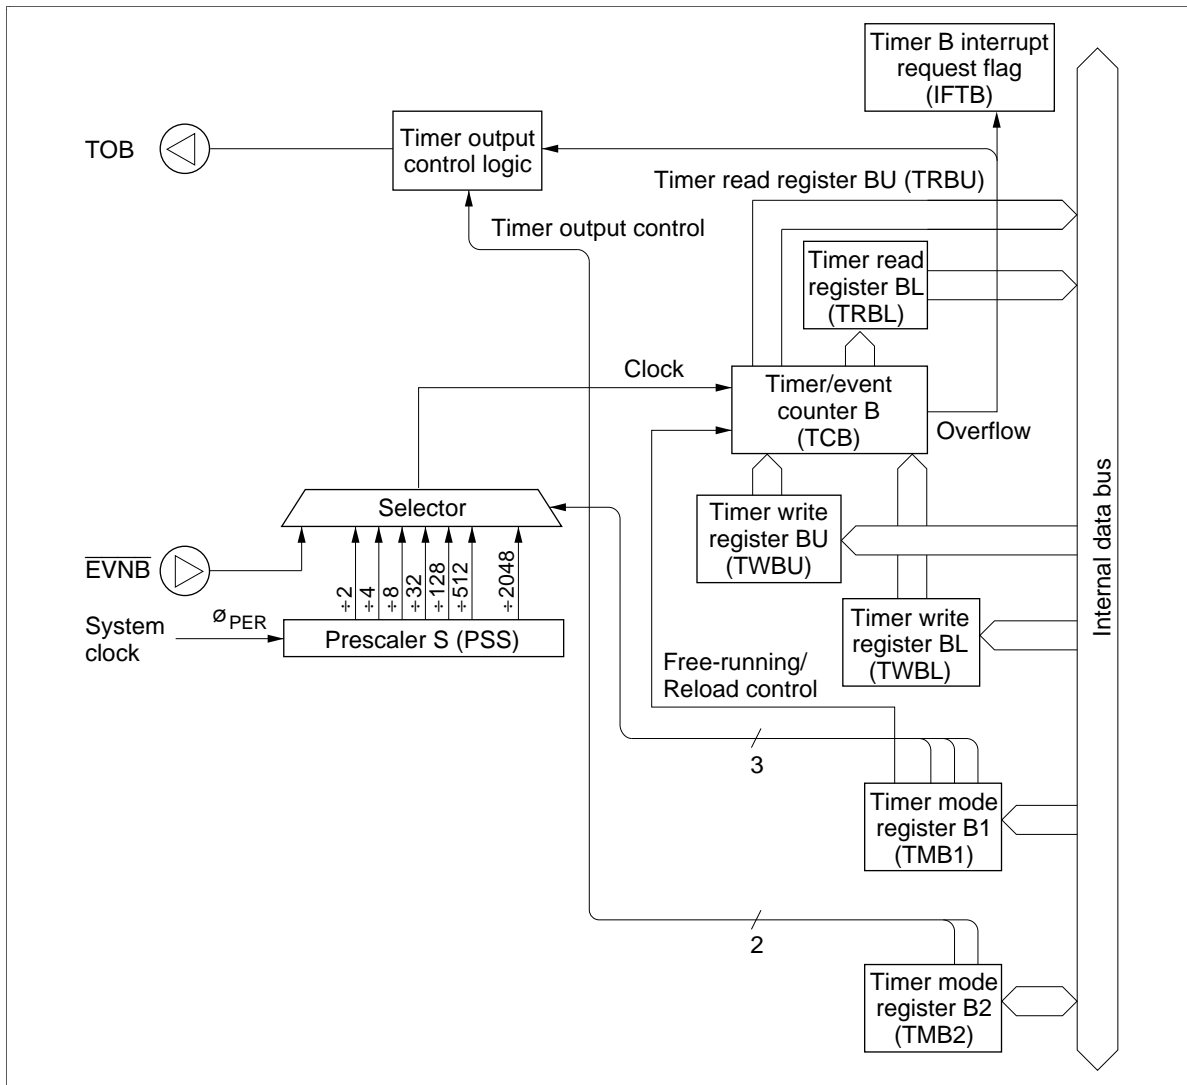 Timer B interrupt
request flag
(IFTB)
TOB
Timer output
control logic
Timer read register BU (TRBU)
Timer output control
Timer read
register BL
(TRBL)
Clock
Timer/event
counter B
(TCB)
Overflow
Selector
Timer write
register BU
(TWBU)
EVNB
÷2
÷4
÷8
÷32
÷128
÷512
÷2048
System
clock
øPER
Prescaler S (PSS)
Timer write
register BL
(TWBL)
Free-running/
Reload control
3
Timer mode
register B1
(TMB1)
2
Timer mode
register B2
(TMB2)
Internal data bus